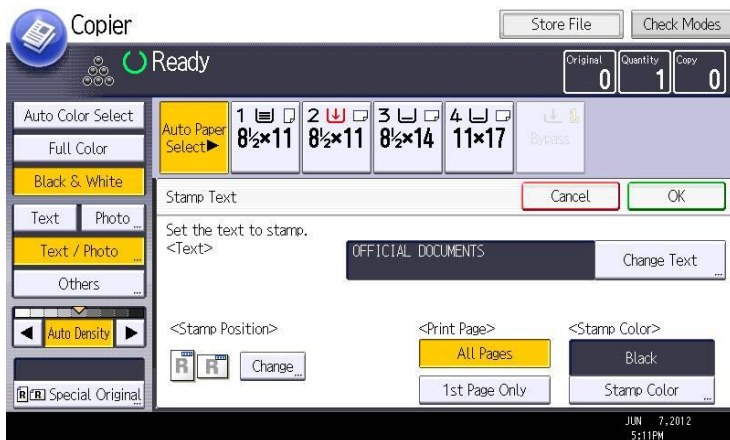 Copier
Store File
Check Modes
Ready
Original
0
Quantity
1
Copy
0
Auto Color Select
Full Color
Black & White
Text
Photo
Text / Photo
Others
Auto Density
R R Special Original
Auto Paper
Select▶
1
8½×11
2
8½×11
3
8½×14
4
11×17
Bypass
Stamp Text
Cancel
OK
Set the text to stamp.
<Text>
OFFICIAL DOCUMENTS
Change Text
<Stamp Position>
R R
Change
<Print Page>
All Pages
1st Page Only
<Stamp Color>
Black
Stamp Color
JUN 7,2012
5:11PM